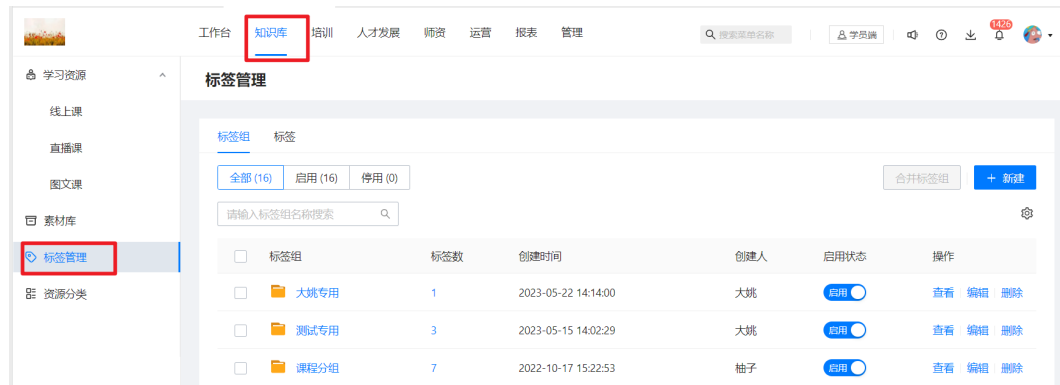 工作台 知识库 培训 人才发展 师资 运营 报表 管理 搜索菜单名称 学员端 1426
学习资源
线上课
直播课
图文课
素材库
标签管理
资源分类
标签管理
标签组 标签
全部 (16) 启用 (16) 停用 (0) 合并标签组 + 新建
请输入标签组名称搜索
标签组 标签数 创建时间 创建人 启用状态 操作
大姚专用 1 2023-05-22 14:14:00 大姚 启用 查看 编辑 删除
测试专用 3 2023-05-15 14:02:29 大姚 启用 查看 编辑 删除
课程分组 7 2022-10-17 15:22:53 柚子 启用 查看 编辑 删除